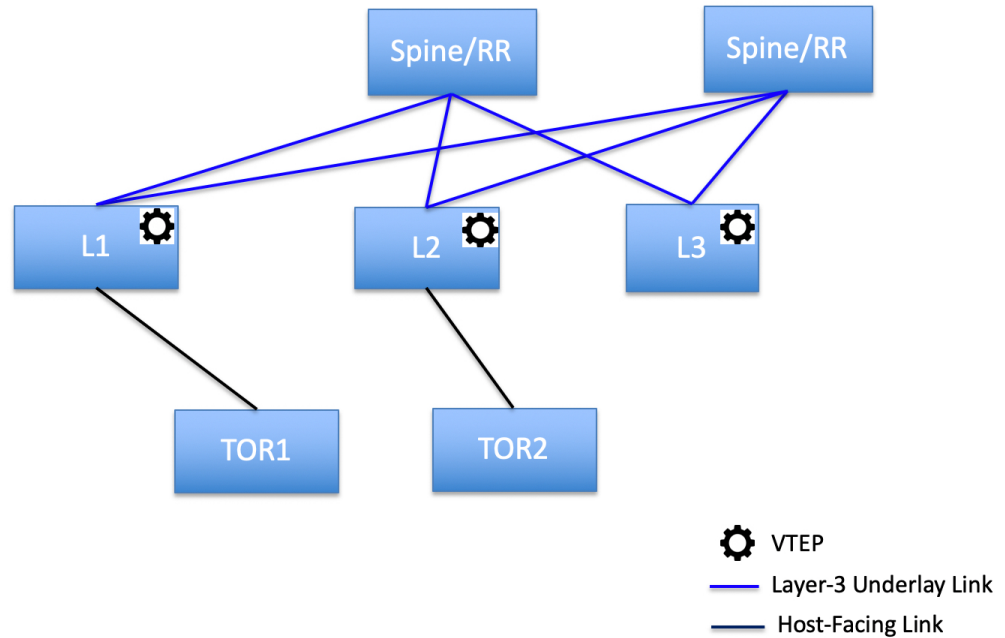 Spine/RR
Spine/RR
L1
L2
L3
TOR1
TOR2
VTEP
Layer-3 Underlay Link
Host-Facing Link